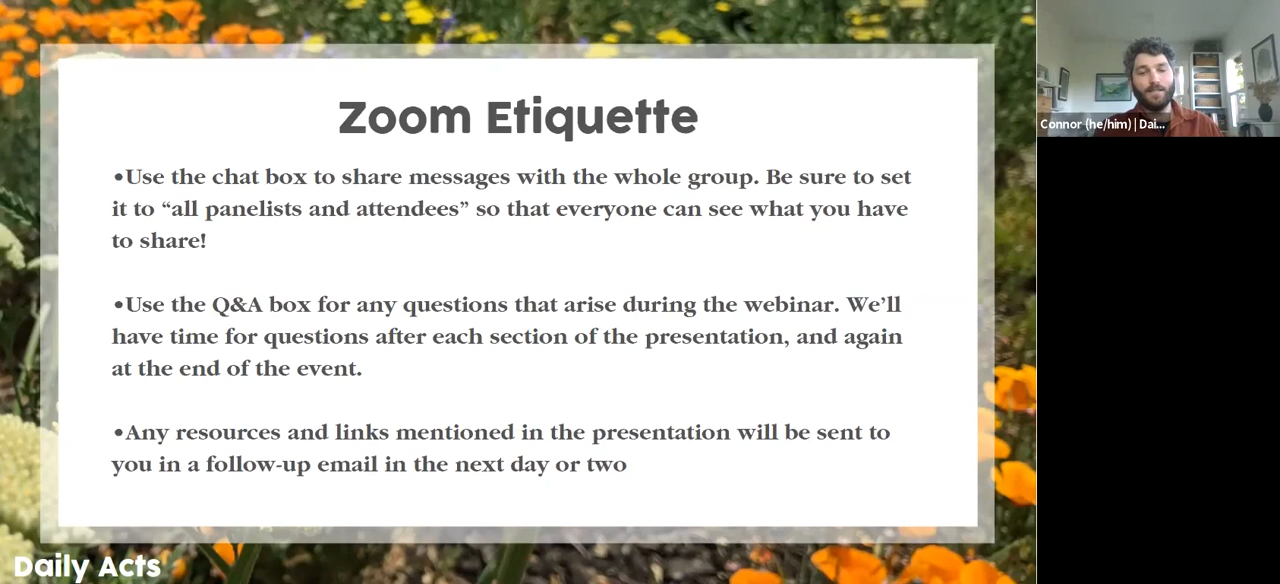 Zoom Etiquette
•Use the chat box to share messages with the whole group. Be sure to set
it to “all panelists and attendees” so that everyone can see what you have
to share!
•Use the Q&A box for any questions that arise during the webinar. We’ll
have time for questions after each section of the presentation, and again
at the end of the event.
•Any resources and links mentioned in the presentation will be sent to
you in a follow-up email in the next day or two
Daily Acts
Connor (he/him) | Dai...